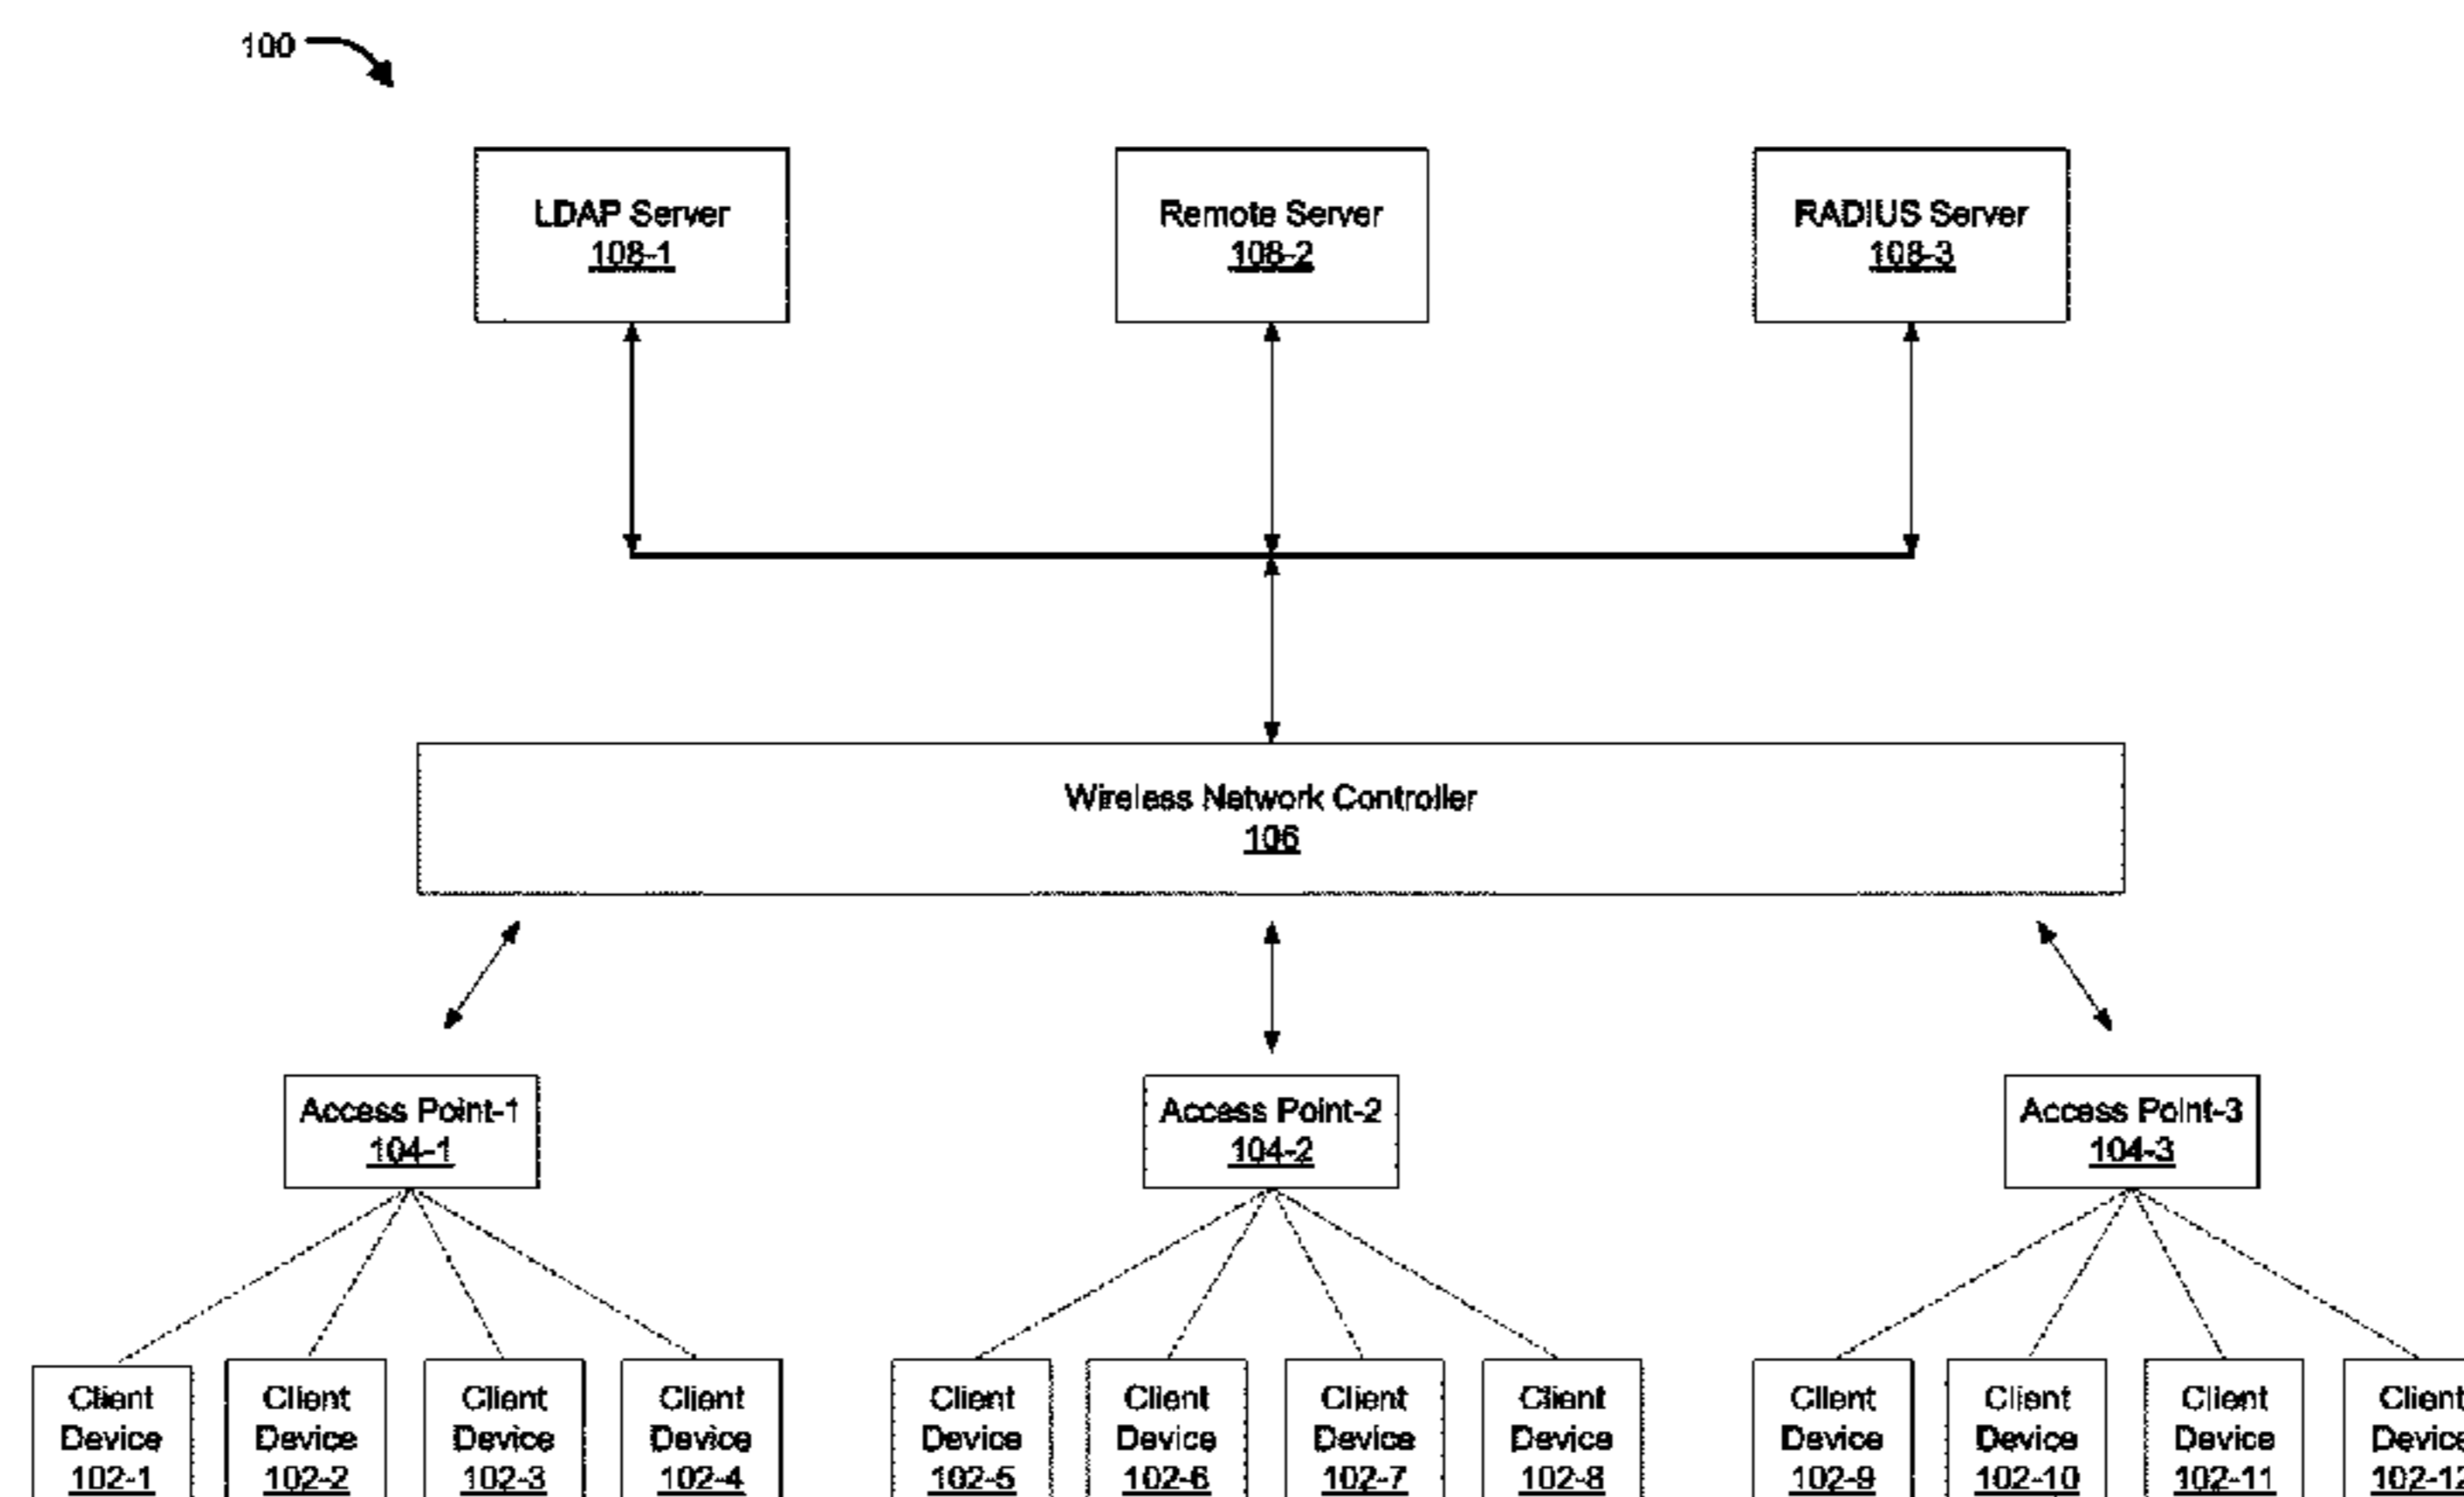 100
LDAP Server
108-1
Remote Server
108-2
RADIUS Server
108-3
Wireless Network Controller
106
Access Point-1
104-1
Access Point-2
104-2
Access Point-3
104-3
Client
Device
102-1
Client
Device
102-2
Client
Device
102-3
Client
Device
102-4
Client
Device
102-5
Client
Device
102-6
Client
Device
102-7
Client
Device
102-8
Client
Device
102-9
Client
Device
102-10
Client
Device
102-11
Client
Device
102-12